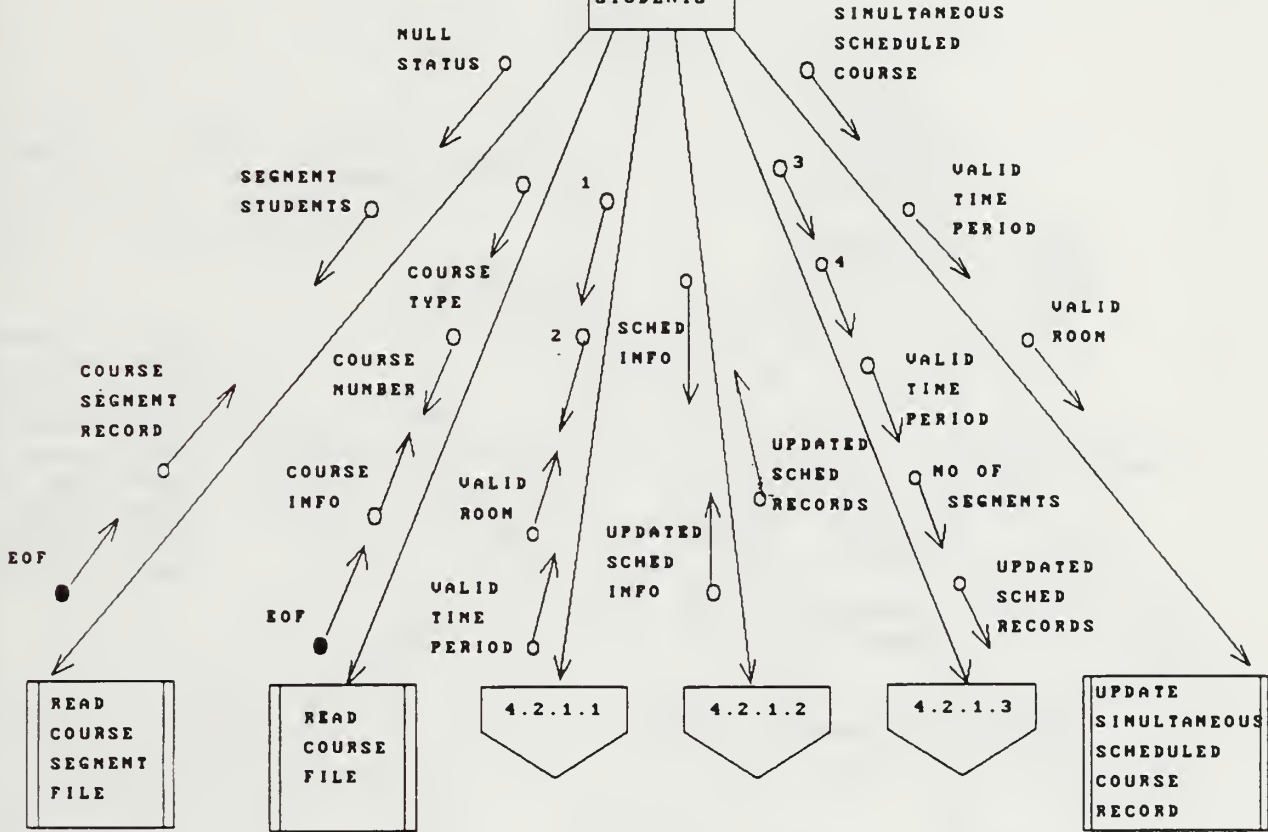 STUDENTS
NULL
STATUS
SIMULTANEOUS
SCHEDULED
COURSE
SEGMENT
STUDENTS
1
3
VALID
TIME
PERIOD
4
COURSE
TYPE
2
SCHED
INFO
VALID
ROOM
COURSE
NUMBER
VALID
TIME
PERIOD
COURSE
SEGMENT
RECORD
COURSE
INFO
VALID
ROOM
UPDATED
SCHED
RECORDS
NO OF
SEGMENTS
EOF
EOF
VALID
TIME
PERIOD
UPDATED
SCHED
INFO
UPDATED
SCHED
RECORDS
READ
COURSE
SEGMENT
FILE
READ
COURSE
FILE
4.2.1.1
4.2.1.2
4.2.1.3
UPDATE
SIMULTANEOUS
SCHEDULED
COURSE
RECORD